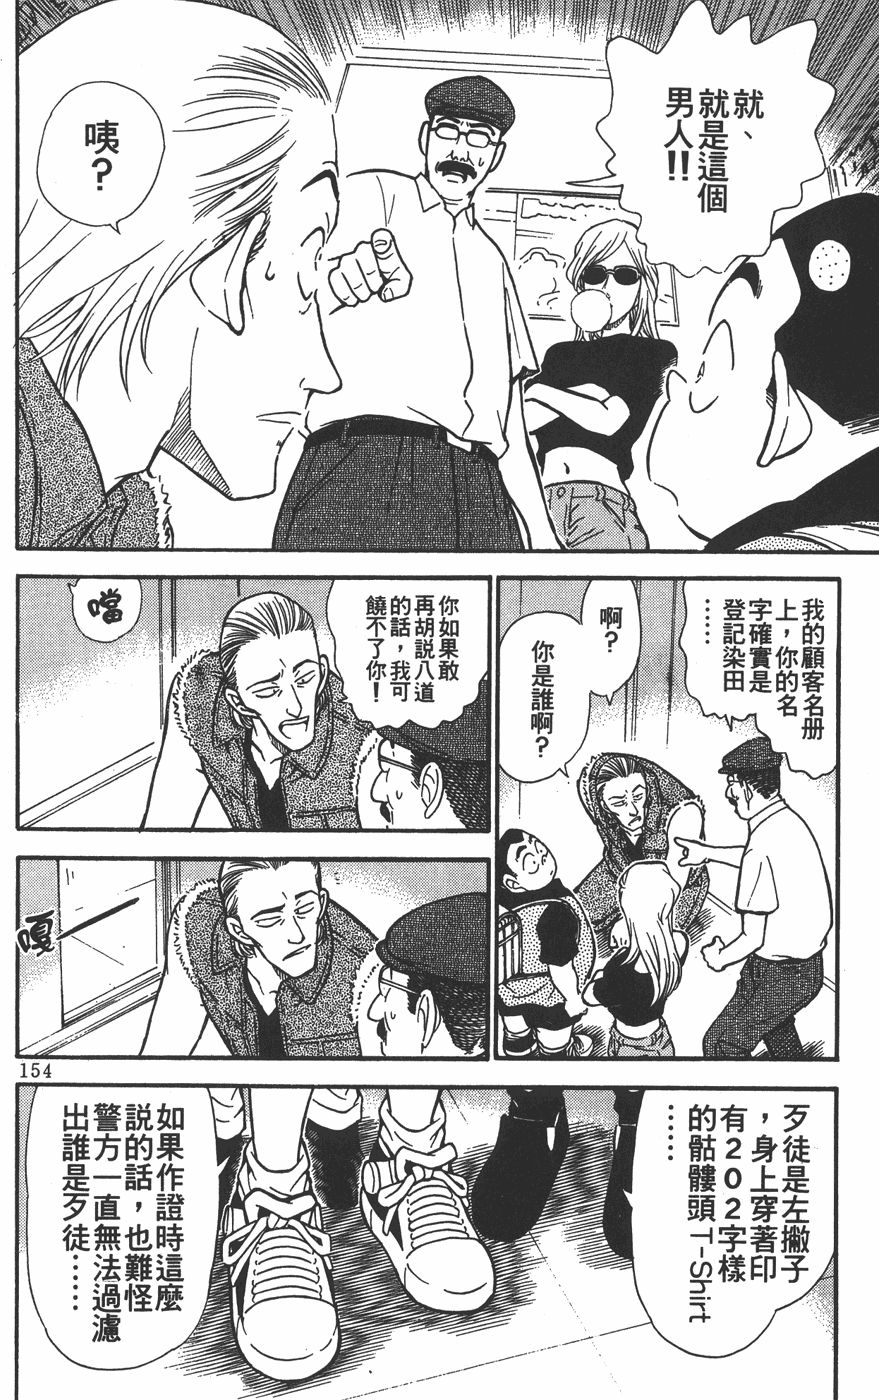 就、
就是這個
男人!!
咦？
我的顧客名册
上，你的名
字確實是
登記染田
……
啊？
你是誰啊？
你如果敢
再胡説八道
的話，我可
饒不了你！
噹
嘎
154
歹徒是左撇子
，身上穿著印
有202字樣
的骷髏頭T-Shirt
……
如果作證時這麼
説的話，也難怪
警方一直無法過濾
出誰是歹徒……